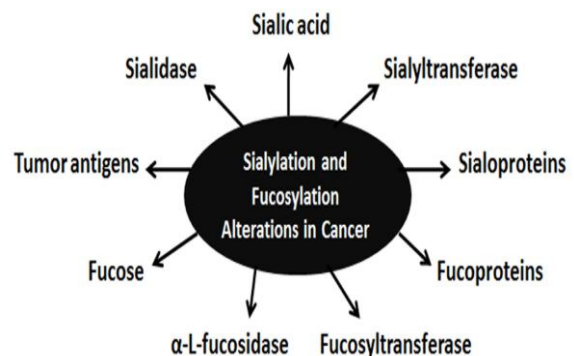 Sialic acid
Sialidase
Sialyltransferase
Tumor antigens
Sialylation and
Fucosylation
Alterations in Cancer
Sialoproteins
Fucose
Fucoproteins
α-L-fucosidase
Fucosyltransferase